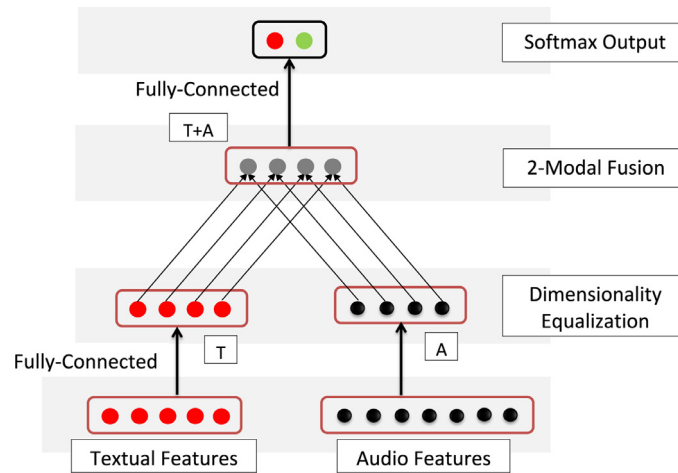 Softmax Output
Fully-Connected
T+A
2-Modal Fusion
Dimensionality
Equalization
T
A
Fully-Connected
Textual Features
Audio Features